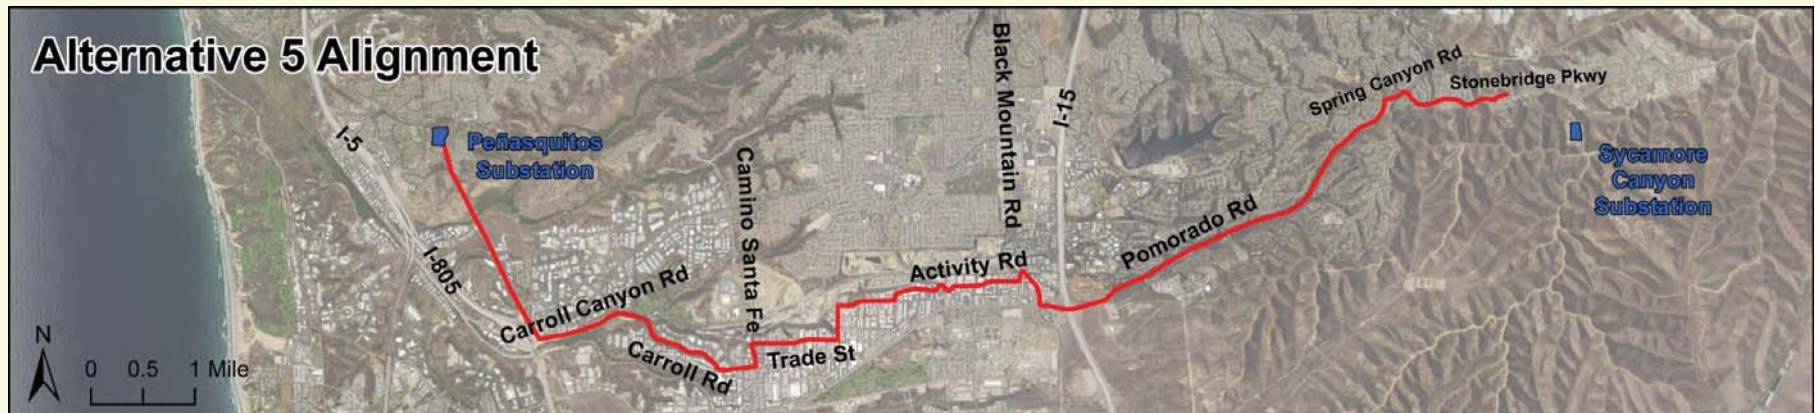 Alternative 5 Alignment
I-5
Peñasquitos
Substation
I-805
Carroll Canyon Rd
Carroll Rd
Camino Santa Fe
Trade St
Activity Rd
Black Mountain Rd
I-15
Pomorado Rd
Spring Canyon Rd
Stonebridge Pkwy
Sycamore
Canyon
Substation
N
0 0.5 1 Mile